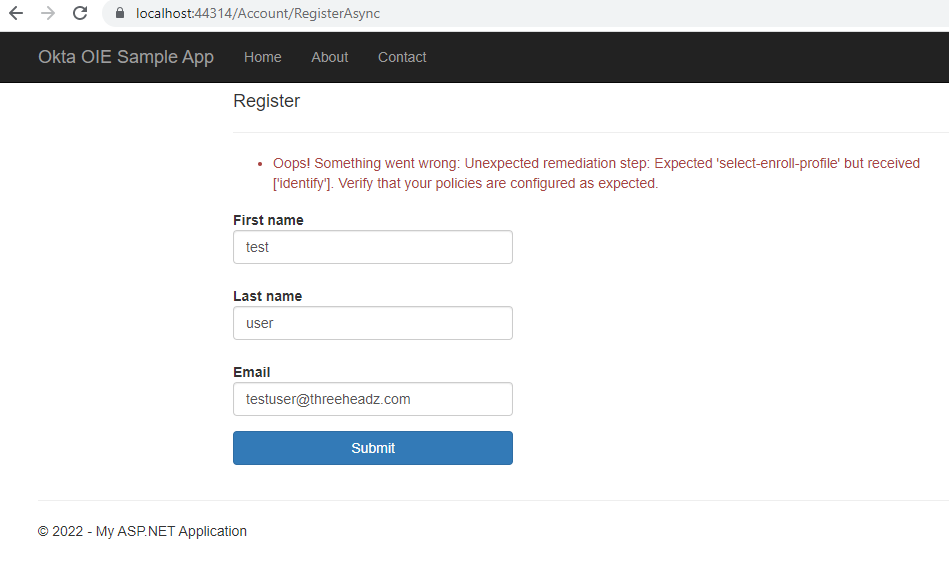 localhost:44314/Account/RegisterAsync
Okta OIE Sample App Home About Contact
Register
Oops! Something went wrong: Unexpected remediation step: Expected 'select-enroll-profile' but received
['identify']. Verify that your policies are configured as expected.
First name
test
Last name
user
Email
testuser@threeheadz.com
Submit
© 2022 - My ASP.NET Application